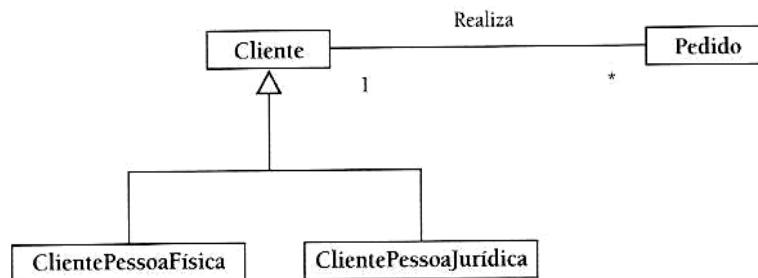 Realiza
Cliente
Pedido
1
*
ClientePessoaFísica
ClientePessoaJurídica